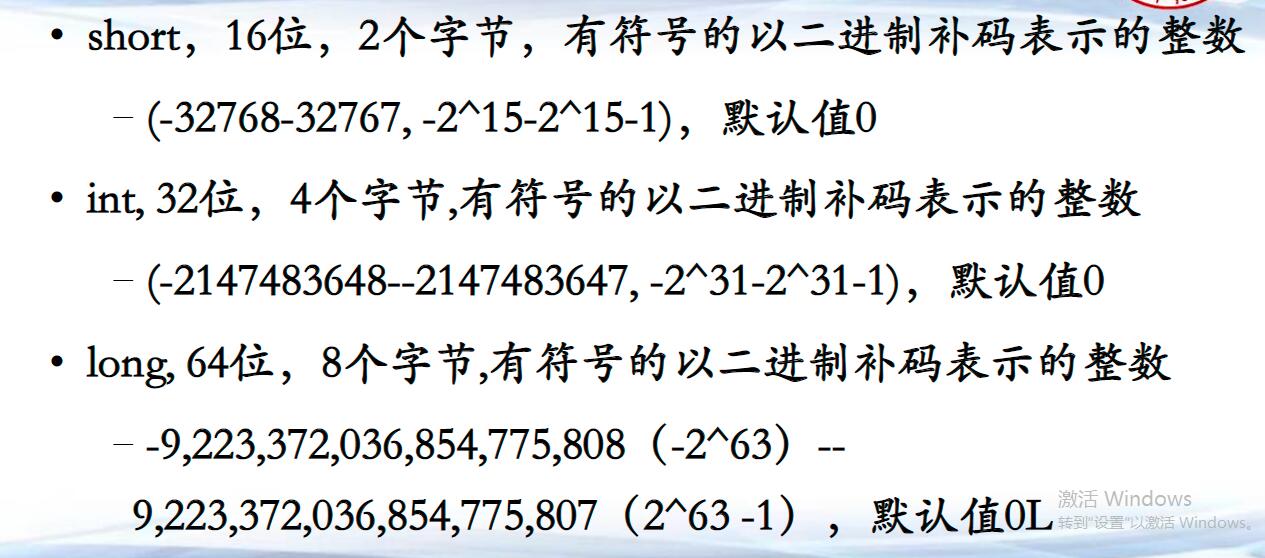 • short，16位，2个字节，有符号的以二进制补码表示的整数
– (-32768-32767, -2^15-2^15-1)，默认值0
• int, 32位，4个字节,有符号的以二进制补码表示的整数
– (-2147483648--2147483647, -2^31-2^31-1)，默认值0
• long, 64位，8个字节,有符号的以二进制补码表示的整数
– -9,223,372,036,854,775,808（-2^63）--
9,223,372,036,854,775,807（2^63 -1），默认值0L
激活 Windows
转到"设置"以激活 Windows。